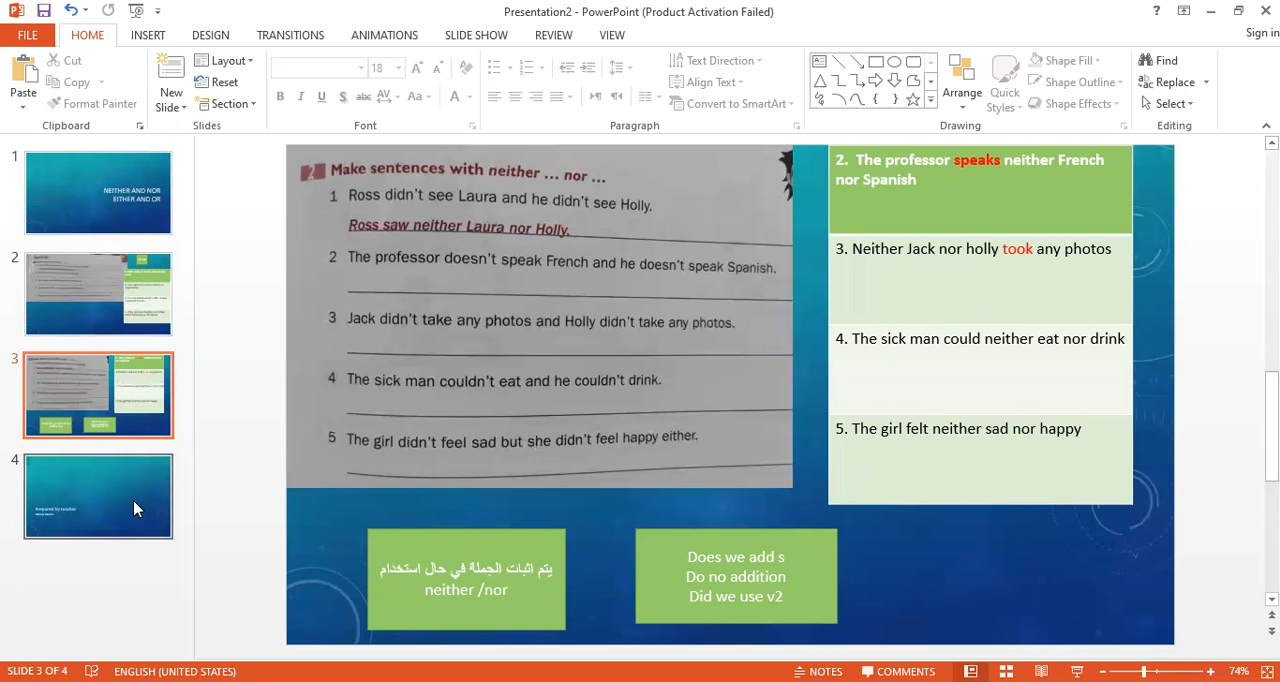 Presentation2 - PowerPoint (Product Activation Failed)
Sign in
FILE HOME INSERT DESIGN TRANSITIONS ANIMATIONS SLIDE SHOW REVIEW VIEW
Paste
Cut
Copy
Format Painter
Clipboard
New Slide
Layout
Reset
Section
Slides
18
Font
Text Direction
Align Text
Convert to SmartArt
Paragraph
Arrange
Quick Styles
Shape Fill
Shape Outline
Shape Effects
Drawing
Find
Replace
Select
Editing
1
NEITHER AND NOR
EITHER AND OR
2
3
4
Prepared by teacher
2 Make sentences with neither ... nor ...
1 Ross didn't see Laura and he didn't see Holly.
Ross saw neither Laura nor Holly.
2 The professor doesn't speak French and he doesn't speak Spanish.
3 Jack didn't take any photos and Holly didn't take any photos.
4 The sick man couldn't eat and he couldn't drink.
5 The girl didn't feel sad but she didn't feel happy either.
2. The professor speaks neither French
nor Spanish
3. Neither Jack nor holly took any photos
4. The sick man could neither eat nor drink
5. The girl felt neither sad nor happy
يتم اثبات الجملة في حال استخدام
neither /nor
Does we add s
Do no addition
Did we use v2
SLIDE 3 OF 4 ENGLISH (UNITED STATES) NOTES COMMENTS 74%